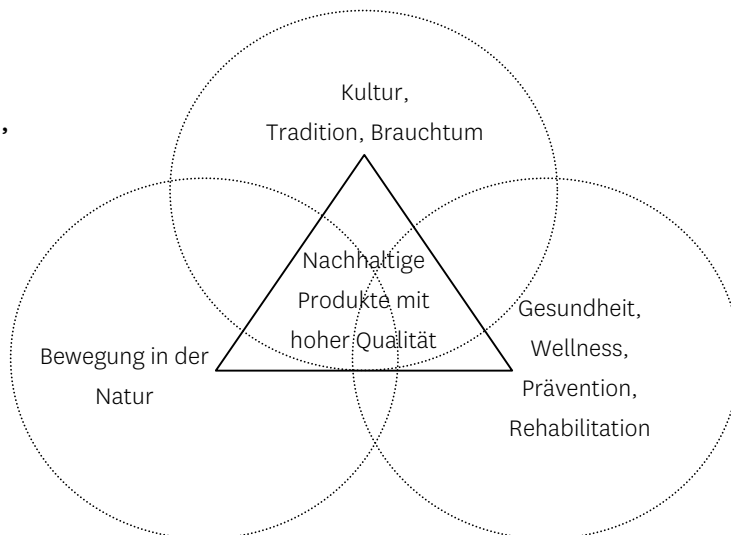 Kultur,
,
Tradition, Brauchtum
Nachhaltige
Produkte mit
hoher Qualität
Gesundheit,
Wellness,
Prävention,
Rehabilitation
Bewegung in der
Natur